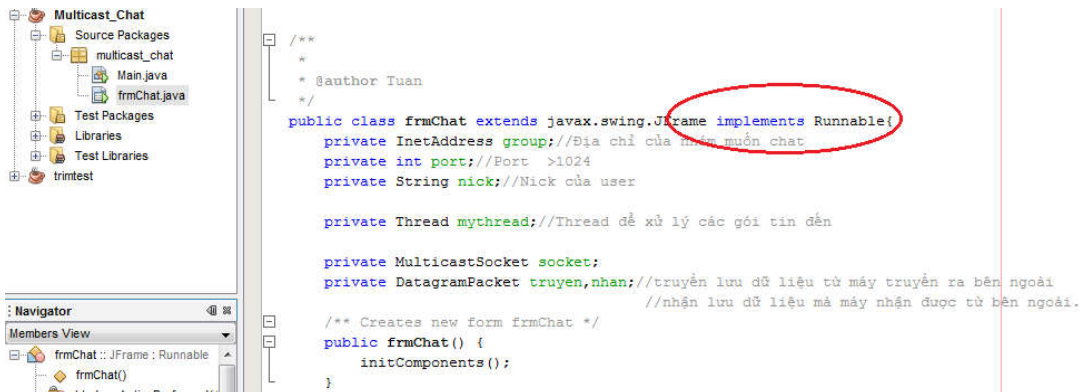 Multicast_Chat
Source Packages
multicast_chat
Main.java
frmChat.java
Test Packages
Libraries
Test Libraries
trimtest
Navigator
Members View
frmChat :: JFrame : Runnable
frmChat()
/**
*
* @author Tuan
*/
public class frmChat extends javax.swing.JFrame implements Runnable{
private InetAddress group;//Địa chỉ của nhóm muốn chat
private int port;//Port >1024
private String nick;//Nick của user
private Thread mythread;//Thread để xử lý các gói tin đến
private MulticastSocket socket;
private DatagramPacket truyen,nhan;//truyền lưu dữ liệu từ máy truyền ra bên ngoài
//nhận lưu dữ liệu mà máy nhận được từ bên ngoài.
/** Creates new form frmChat */
public frmChat() {
initComponents();
}